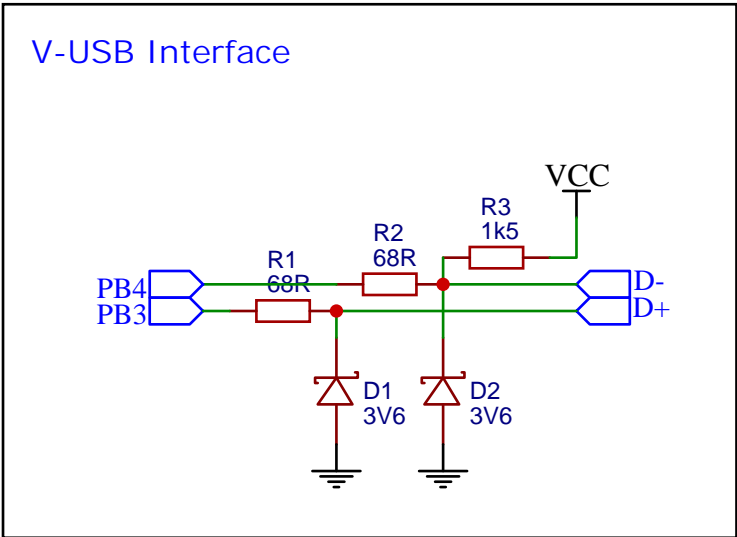 V-USB Interface
VCC
R3
1k5
R2
68R
R1
68R
PB4
D-
PB3
D+
D1
3V6
D2
3V6